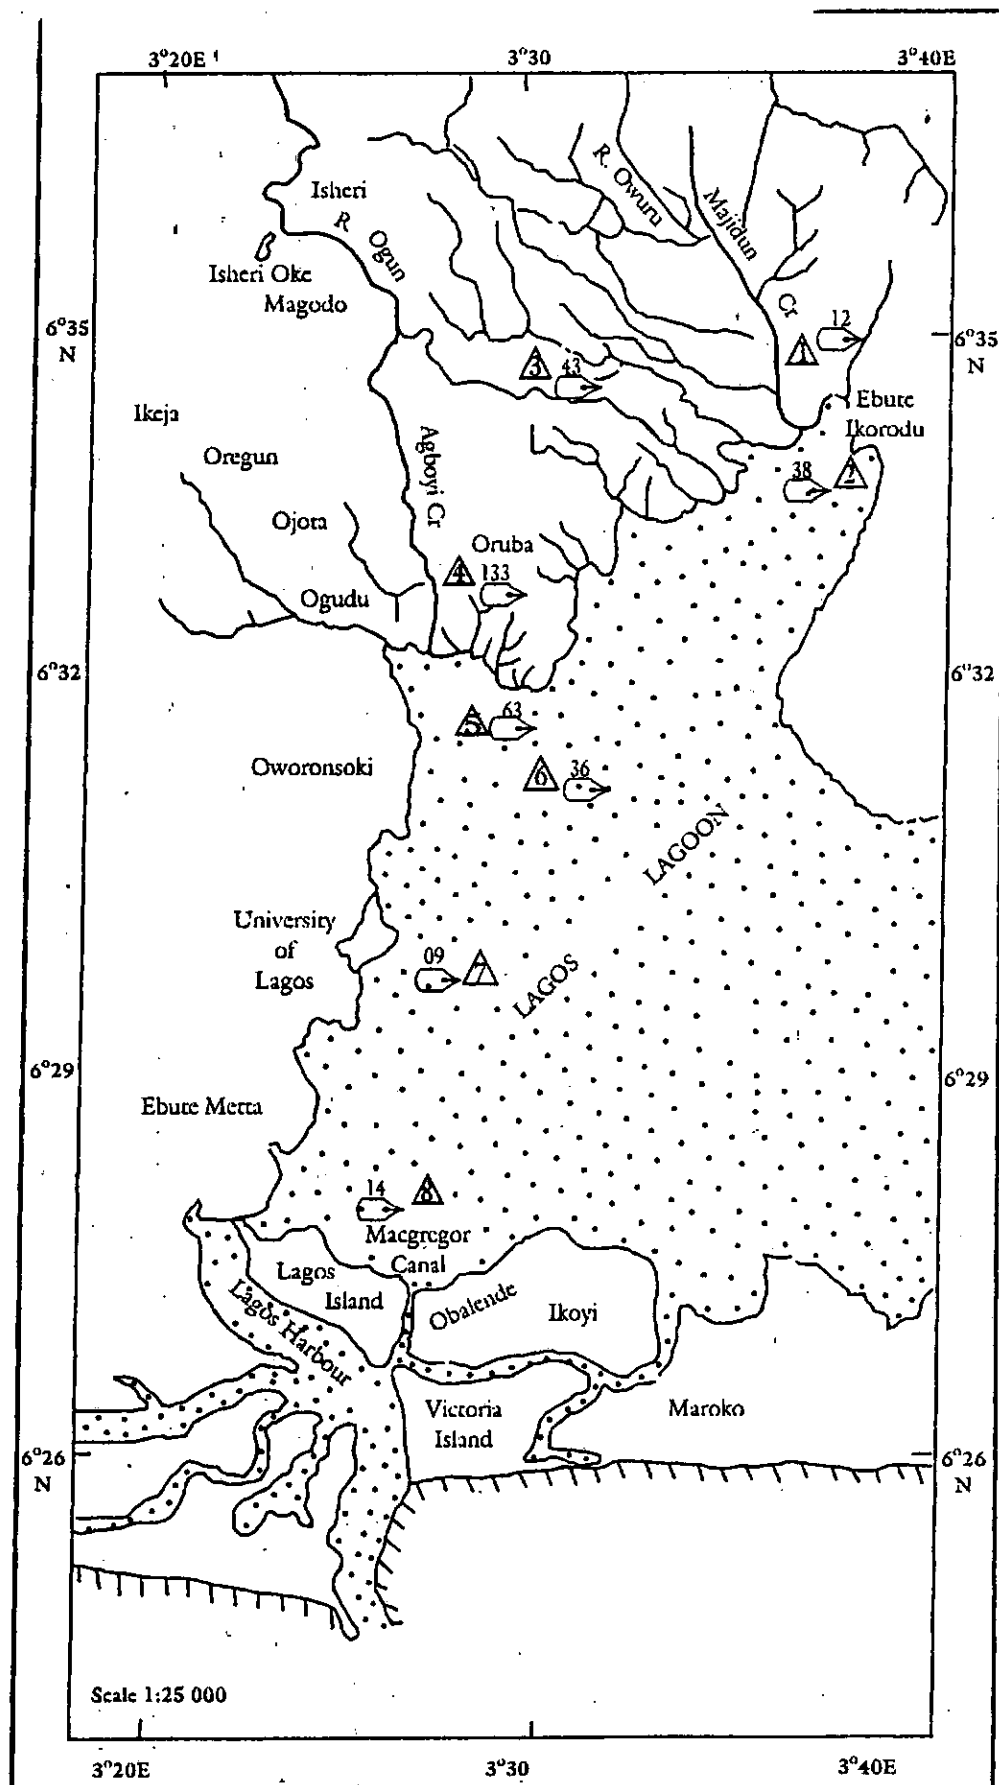 3°20E
3°30
3°40E
Isheri
R Ogun
R. Owuru
Majidun
Cr
Isheri Oke
Magodo
6°35
N
12
1
6°35
N
3
43
Ikeja
Ebute
Ikorodu
Oregun
Agboyi Cr
38
2
Ojota
Oruba
4
133
Ogudu
6°32
6°32
5
63
Oworonsoki
6
36
LAGOON
University
of
Lagos
09
7
LAGOS
6°29
6°29
Ebute Metta
14
8
Macgregor
Canal
Lagos
Island
Obalende
Ikoyi
Lagos Harbour
Victoria
Island
Maroko
6°26
N
6°26
N
Scale 1:25 000
3°20E
3°30
3°40E